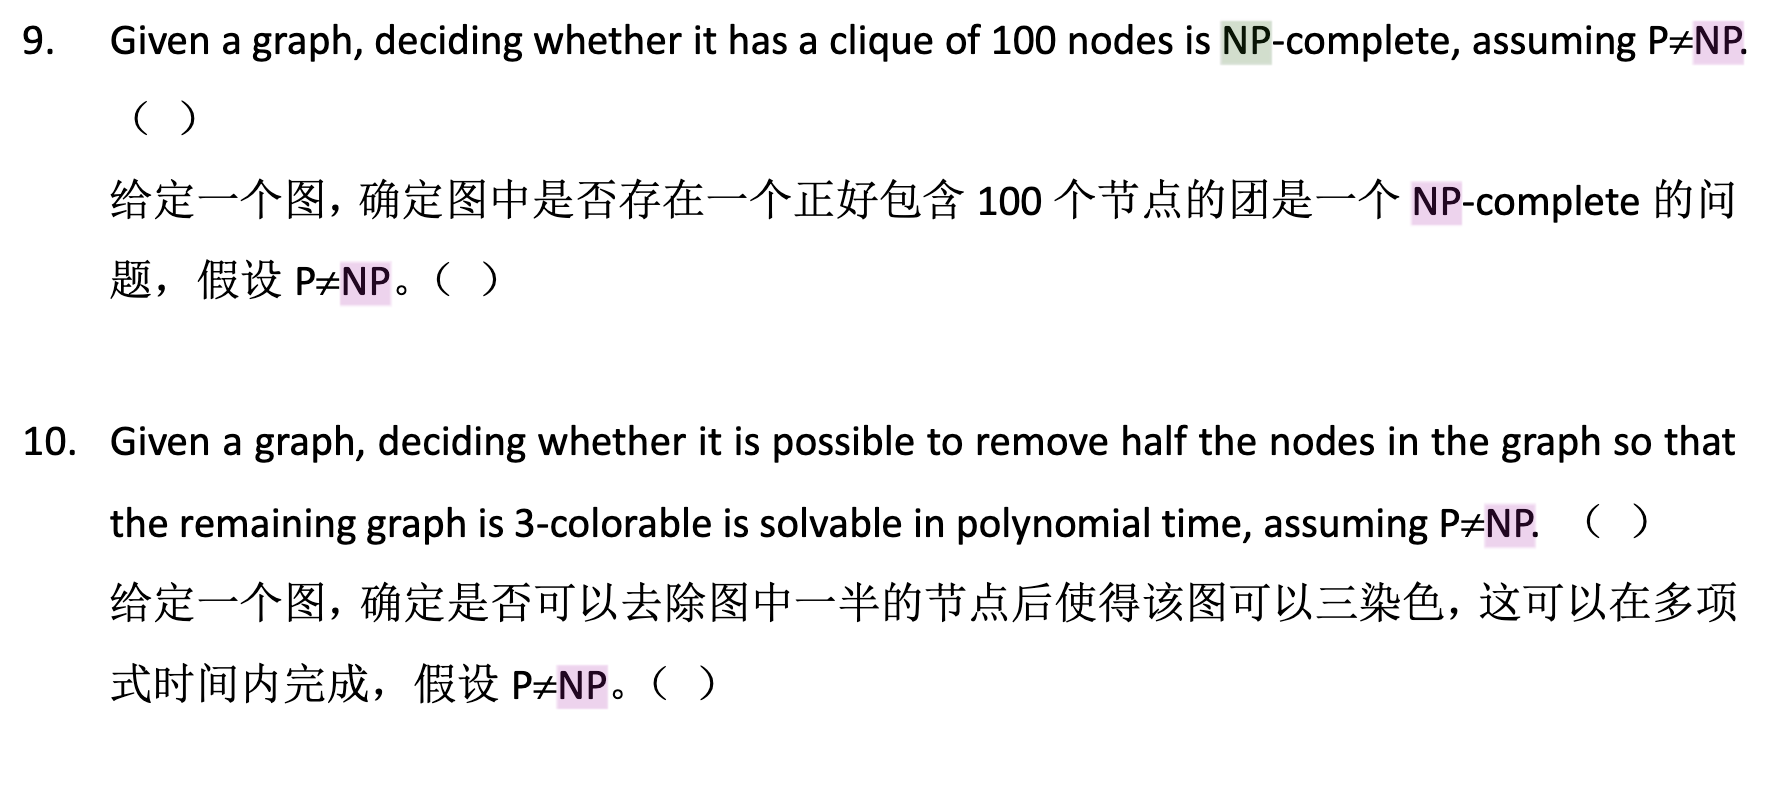 9. Given a graph, deciding whether it has a clique of 100 nodes is NP-complete, assuming P≠NP.
（ ）
给定一个图，确定图中是否存在一个正好包含 100 个节点的团是一个 NP-complete 的问
题，假设 P≠NP。（ ）
10. Given a graph, deciding whether it is possible to remove half the nodes in the graph so that
the remaining graph is 3-colorable is solvable in polynomial time, assuming P≠NP. （ ）
给定一个图，确定是否可以去除图中一半的节点后使得该图可以三染色，这可以在多项
式时间内完成，假设 P≠NP。（ ）